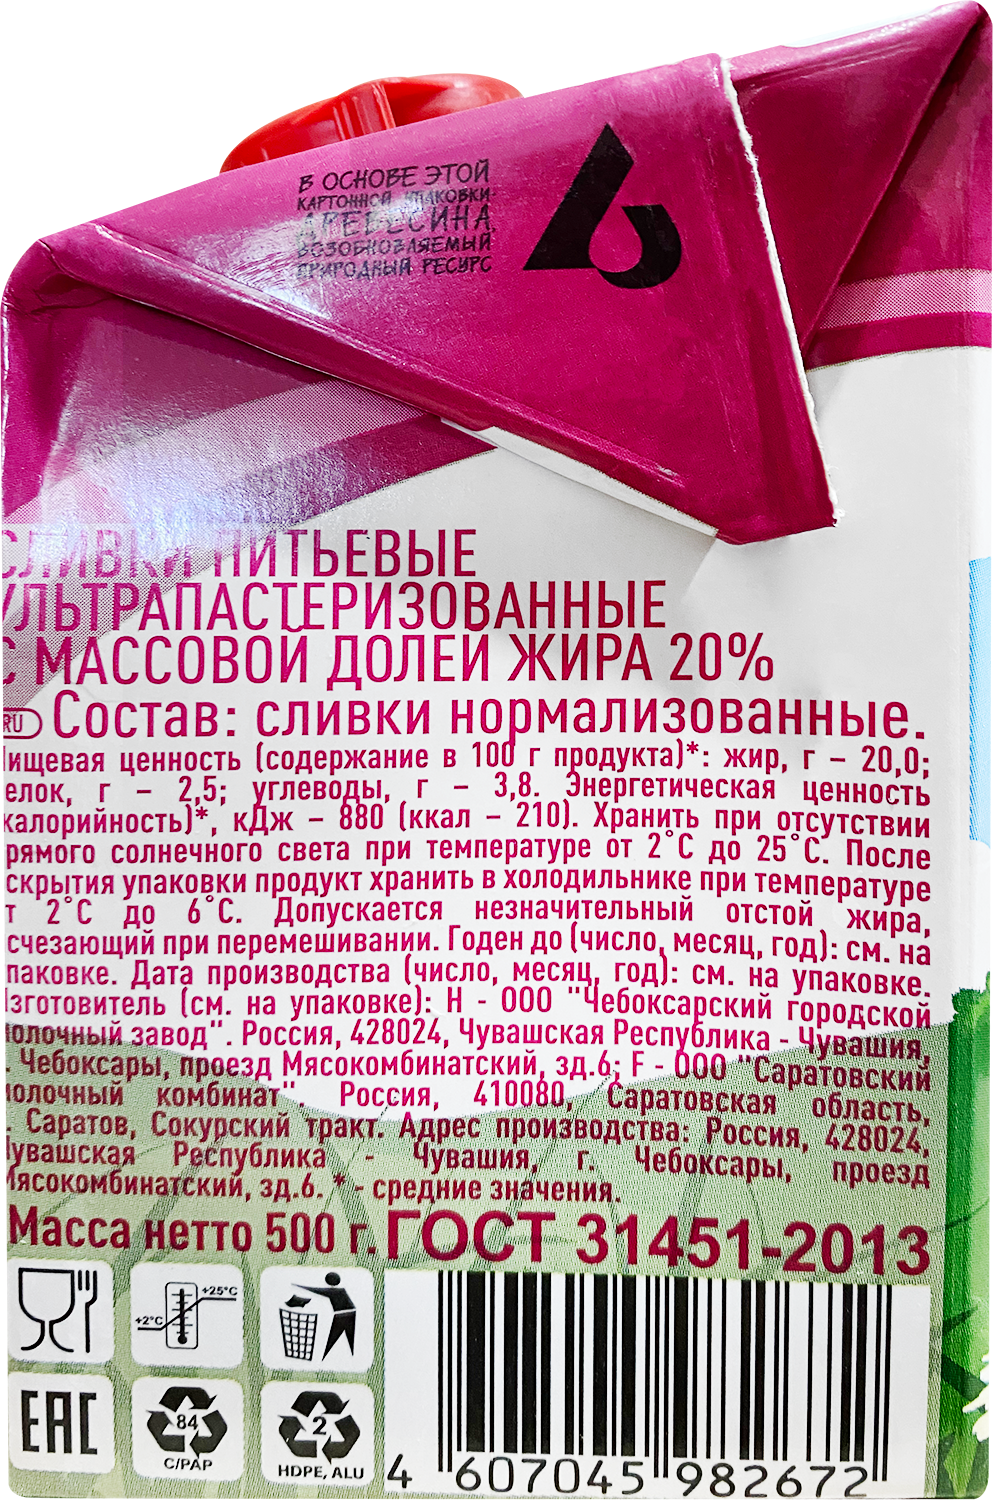 В ОСНОВЕ ЭТОЙ
КАРТОННОЙ УПАКОВКИ
ДРЕВЕСИНА,
ВОЗОБНОВЛЯЕМЫЙ
ПРИРОДНЫЙ РЕСУРС
СЛИВКИ ПИТЬЕВЫЕ
УЛЬТРАПАСТЕРИЗОВАННЫЕ
С МАССОВОЙ ДОЛЕЙ ЖИРА 20%
RU Состав: сливки нормализованные.
Пищевая ценность (содержание в 100 г продукта)*: жир, г – 20,0;
елок, г – 2,5; углеводы, г – 3,8. Энергетическая ценность
калорийность)*, кДж – 880 (ккал – 210). Хранить при отсутствии
рямого солнечного света при температуре от 2˚С до 25˚С. После
скрытия упаковки продукт хранить в холодильнике при температуре
т 2˚С до 6˚С. Допускается незначительный отстой жира,
счезающий при перемешивании. Годен до (число, месяц, год): см. на
паковке. Дата производства (число, месяц, год): см. на упаковке.
Изготовитель (см. на упаковке): Н - ООО "Чебоксарский городской
молочный завод". Россия, 428024, Чувашская Республика - Чувашия,
. Чебоксары, проезд Мясокомбинатский, зд.6; F - ООО "Саратовский
молочный комбинат". Россия, 410080, Саратовская область,
. Саратов, Сокурский тракт. Адрес производства: Россия, 428024,
Чувашская Республика - Чувашия, г. Чебоксары, проезд
Мясокомбинатский, зд.6. * - средние значения.
Масса нетто 500 г. ГОСТ 31451-2013
+2°C +25°C
EAC
84
C/PAP
2
HDPE, ALU
4 607045 982672